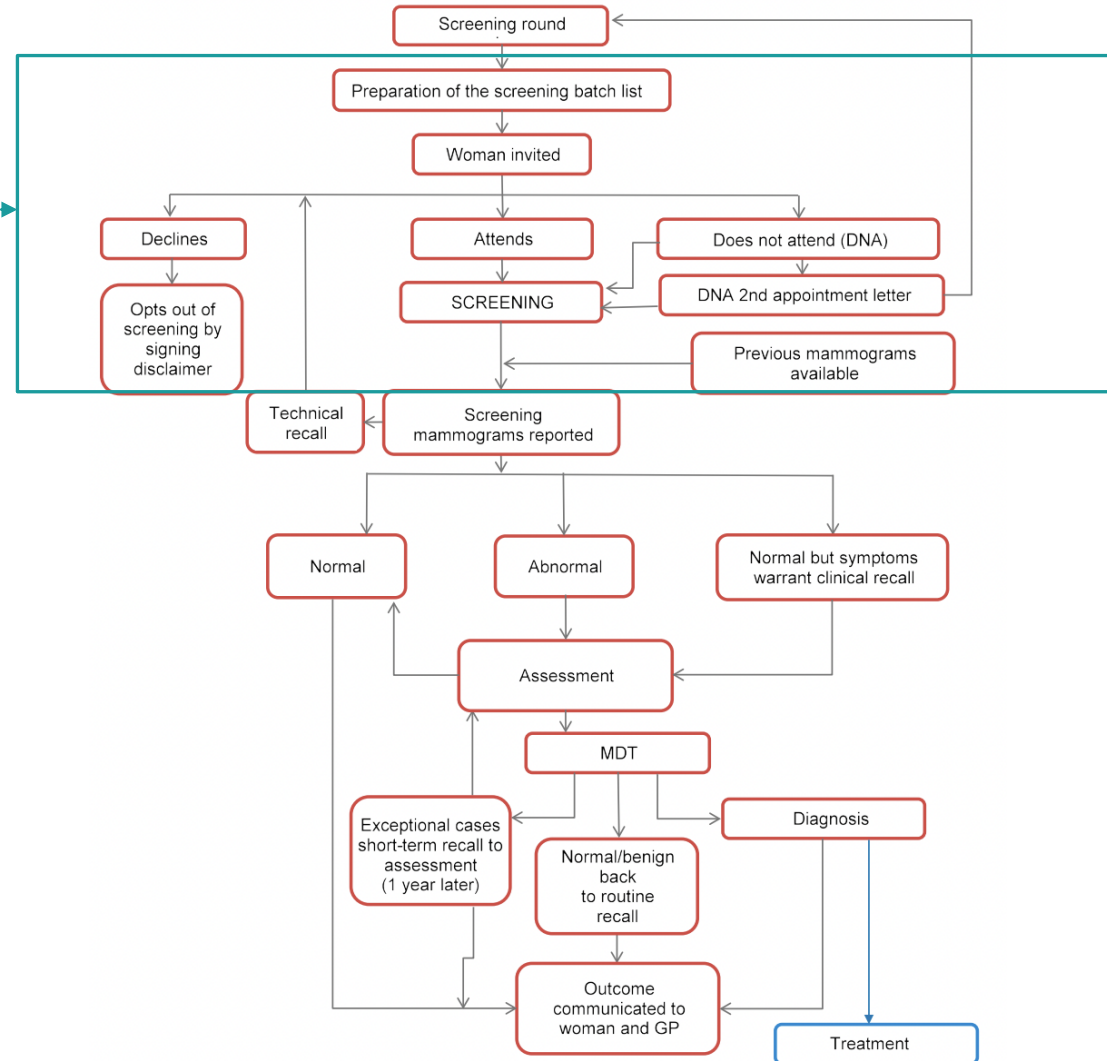 Screening round
Preparation of the screening batch list
Woman invited
Declines
Attends
Does not attend (DNA)
Opts out of
screening by
signing
disclaimer
SCREENING
DNA 2nd appointment letter
Previous mammograms
available
Technical
recall
Screening
mammograms reported
Normal
Abnormal
Normal but symptoms
warrant clinical recall
Assessment
MDT
Exceptional cases
short-term recall to
assessment
(1 year later)
Normal/benign
back
to routine
recall
Diagnosis
Outcome
communicated to
woman and GP
Treatment